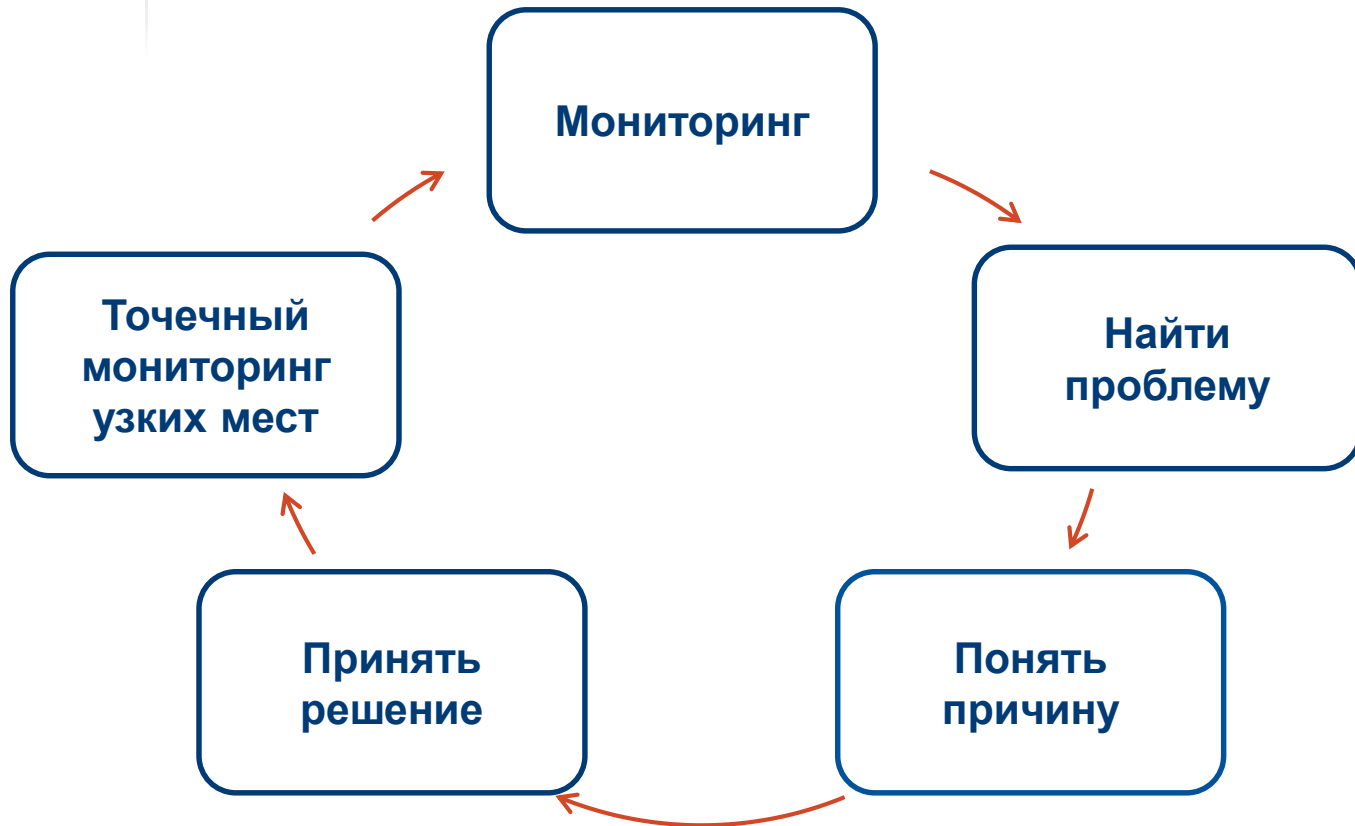 Мониторинг
Найти
проблему
Понять
причину
Принять
решение
Точечный
мониторинг
узких мест